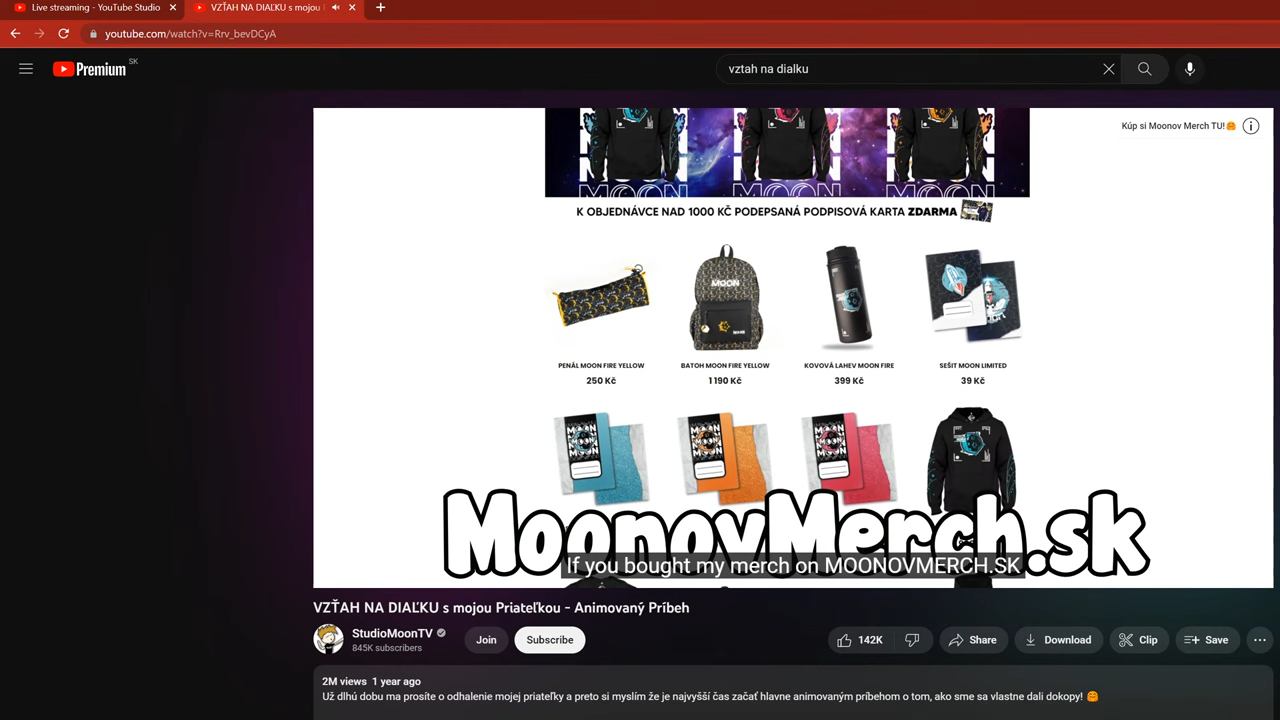 Live streaming - YouTube Studio
VZŤAH NA DIAĽKU s mojou
youtube.com/watch?v=Rrv_bevDCyA
Premium SK
vztah na dialku
Kúp si Moonov Merch TU!🤗
MOON MOON MOON
K OBJEDNÁVCE NAD 1000 KČ PODEPSANÁ PODPISOVÁ KARTA ZDARMA
MOON
PENÁL MOON FIRE YELLOW BATOH MOON FIRE YELLOW KOVOVÁ LAHEV MOON FIRE SEŠIT MOON LIMITED
250 Kč 1 190 Kč 399 Kč 39 Kč
MoonovMerch.sk
If you bought my merch on MOONOVMERCH.SK
VZŤAH NA DIAĽKU s mojou Priateľkou - Animovaný Príbeh
StudioMoonTV
845K subscribers
Join Subscribe 142K Share Download Clip Save
2M views 1 year ago
Už dlhú dobu ma prosíte o odhalenie mojej priateľky a preto si myslím že je najvyšší čas začať hlavne animovaným príbehom o tom, ako sme sa vlastne dali dokopy! 🤗